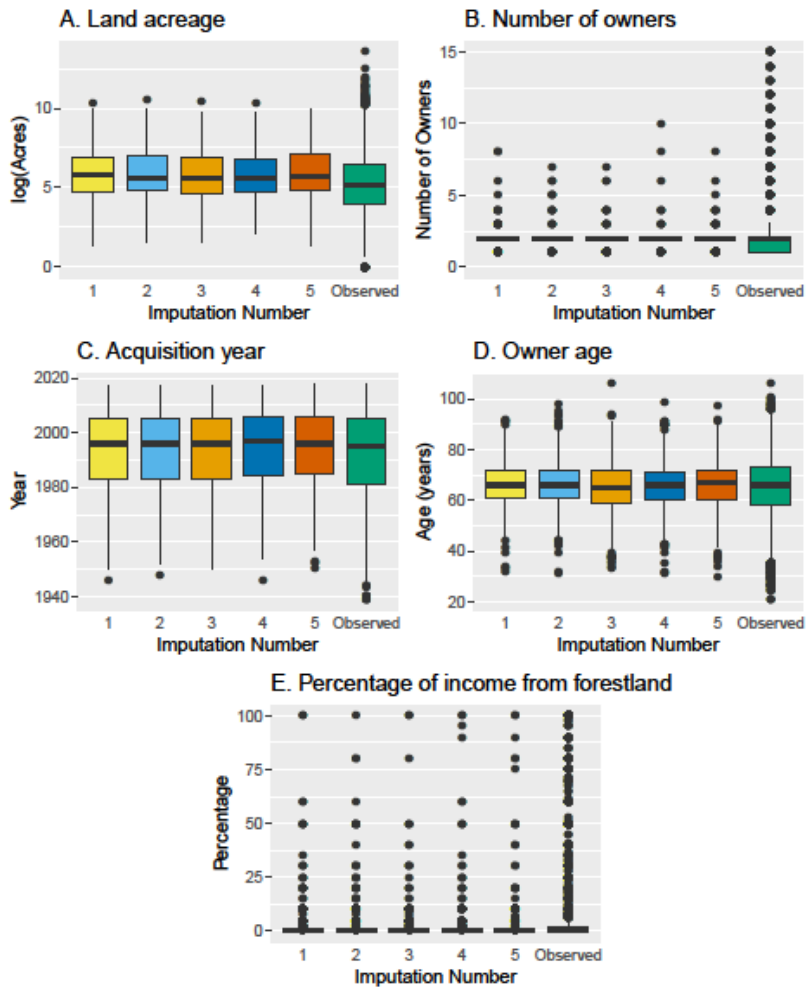 A. Land acreage
log(Acres)
10
5
0
1 2 3 4 5 Observed
Imputation Number
B. Number of owners
Number of Owners
15
10
5
0
1 2 3 4 5 Observed
Imputation Number
C. Acquisition year
Year
2020
2000
1980
1960
1940
1 2 3 4 5 Observed
Imputation Number
D. Owner age
Age (years)
100
80
60
40
20
1 2 3 4 5 Observed
Imputation Number
E. Percentage of income from forestland
Percentage
100
75
50
25
0
1 2 3 4 5 Observed
Imputation Number